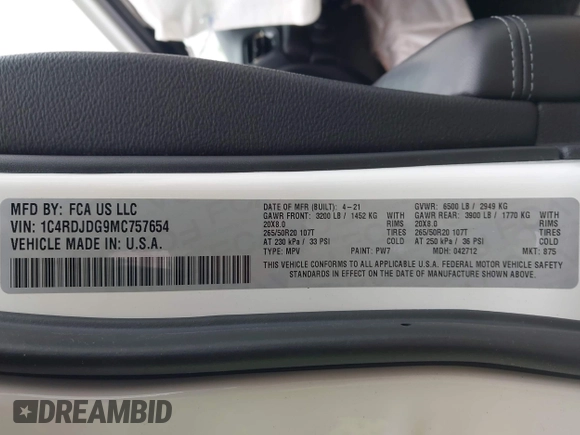 MFD BY: FCA US LLC
VIN: 1C4RDJDG9MC757654
VEHICLE MADE IN: U.S.A.
DATE OF MFR (BUILT): 4-21
GAWR FRONT: 3200 LB / 1452 KG
20X8.0 RIMS
265/50R20 107T TIRES
AT 230 kPa / 33 PSI
TYPE: MPV PAINT: PW7
GVWR: 6500 LB / 2949 KG
GAWR REAR: 3900 LB / 1770 KG
20X8.0 RIMS
265/50R20 107T TIRES
AT 250 kPa / 36 PSI
MDH: 042712 MKT: 875
THIS VEHICLE CONFORMS TO ALL APPLICABLE U.S.A. FEDERAL MOTOR VEHICLE SAFETY
STANDARDS IN EFFECT ON THE DATE OF MANUFACTURE SHOWN ABOVE.
DREAMBID